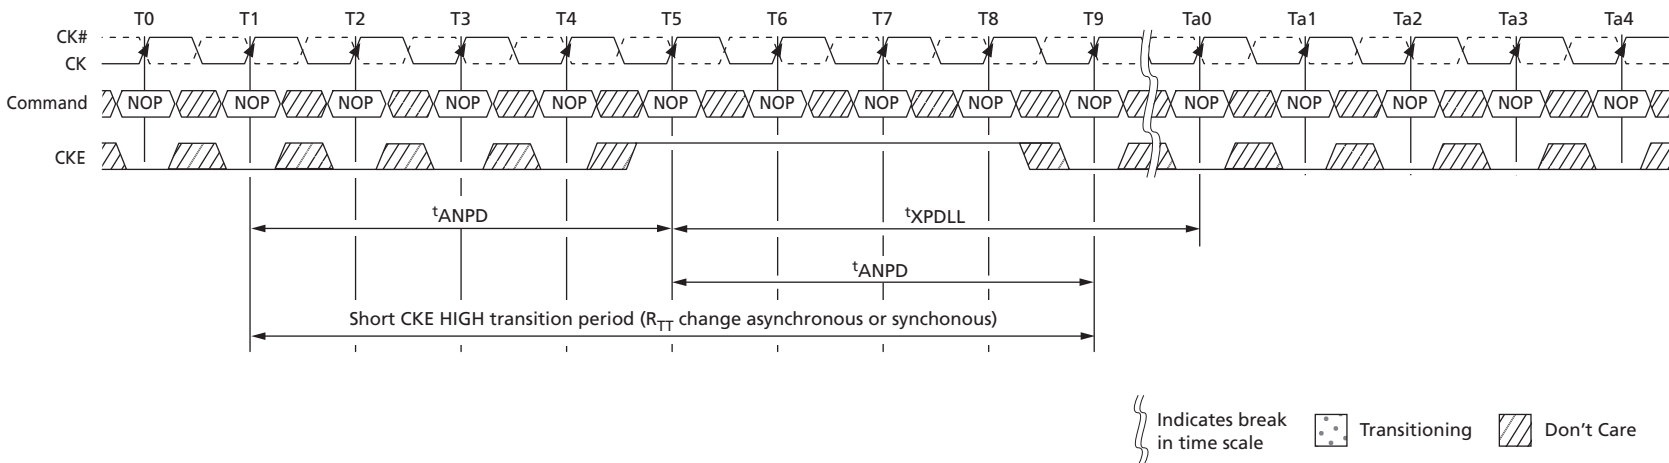 T0 T1 T2 T3 T4 T5 T6 T7 T8 T9 Ta0 Ta1 Ta2 Ta3 Ta4
CK#
CK
Command NOP NOP NOP NOP NOP NOP NOP NOP NOP NOP NOP NOP NOP NOP NOP
CKE
tANPD tXPDLL
tANPD
Short CKE HIGH transition period (RTT change asynchronous or synchonous)
Indicates break
in time scale
Transitioning
Don't Care